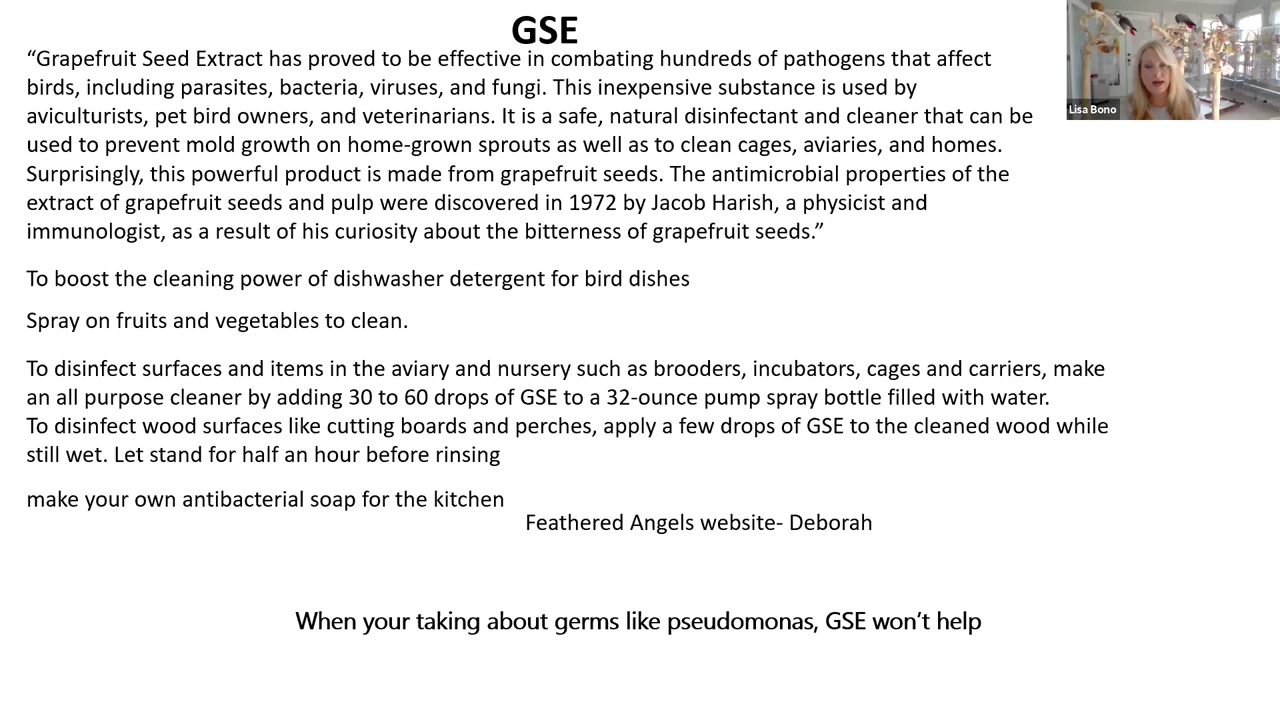 GSE
“Grapefruit Seed Extract has proved to be effective in combating hundreds of pathogens that affect
birds, including parasites, bacteria, viruses, and fungi. This inexpensive substance is used by
aviculturists, pet bird owners, and veterinarians. It is a safe, natural disinfectant and cleaner that can be
used to prevent mold growth on home-grown sprouts as well as to clean cages, aviaries, and homes.
Surprisingly, this powerful product is made from grapefruit seeds. The antimicrobial properties of the
extract of grapefruit seeds and pulp were discovered in 1972 by Jacob Harish, a physicist and
immunologist, as a result of his curiosity about the bitterness of grapefruit seeds.”
To boost the cleaning power of dishwasher detergent for bird dishes
Spray on fruits and vegetables to clean.
To disinfect surfaces and items in the aviary and nursery such as brooders, incubators, cages and carriers, make
an all purpose cleaner by adding 30 to 60 drops of GSE to a 32-ounce pump spray bottle filled with water.
To disinfect wood surfaces like cutting boards and perches, apply a few drops of GSE to the cleaned wood while
still wet. Let stand for half an hour before rinsing
make your own antibacterial soap for the kitchen
Feathered Angels website- Deborah
When your taking about germs like pseudomonas, GSE won’t help
Lisa Bono